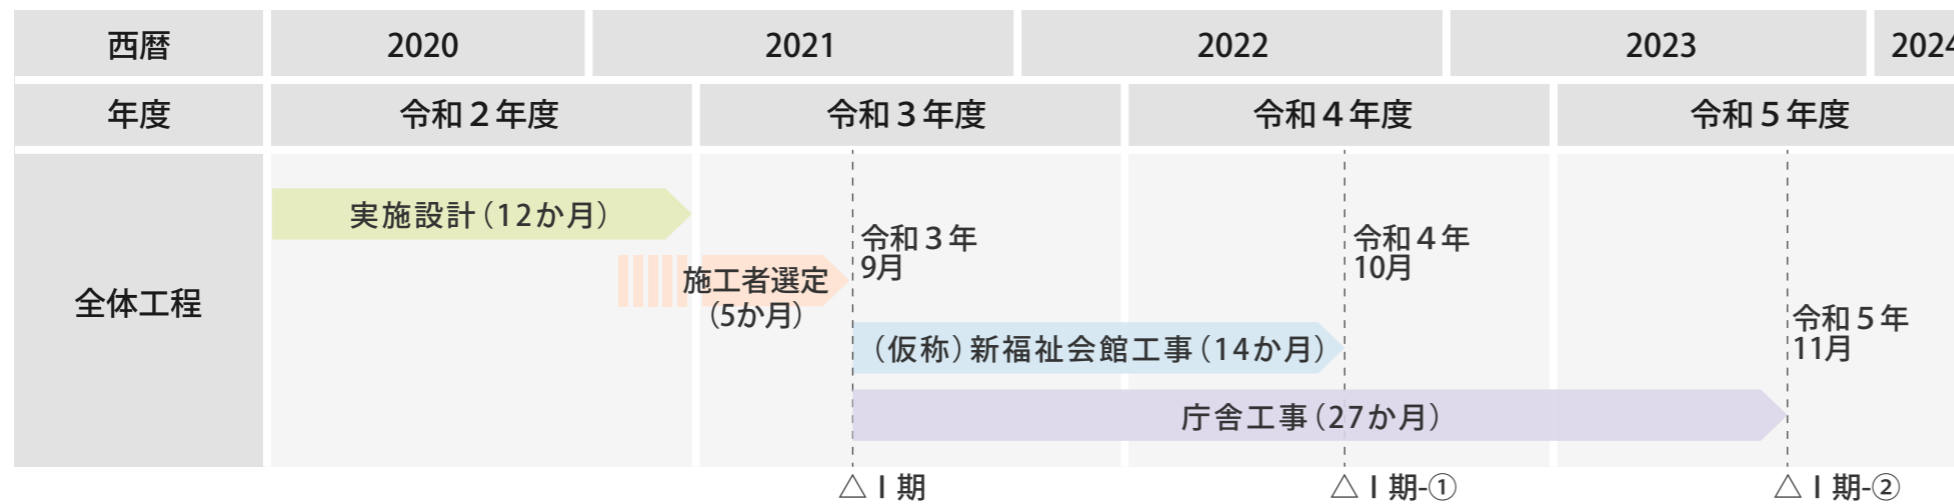 西暦 2020 2021 2022 2023 2024
年度 令和2年度 令和3年度 令和4年度 令和5年度
全体工程
実施設計（12か月）
施工者選定
（5か月）
令和3年
9月
令和4年
10月
（仮称）新福祉会館工事（14か月）
令和5年
11月
庁舎工事（27か月）
△Ⅰ期 △Ⅰ期-① △Ⅰ期-②